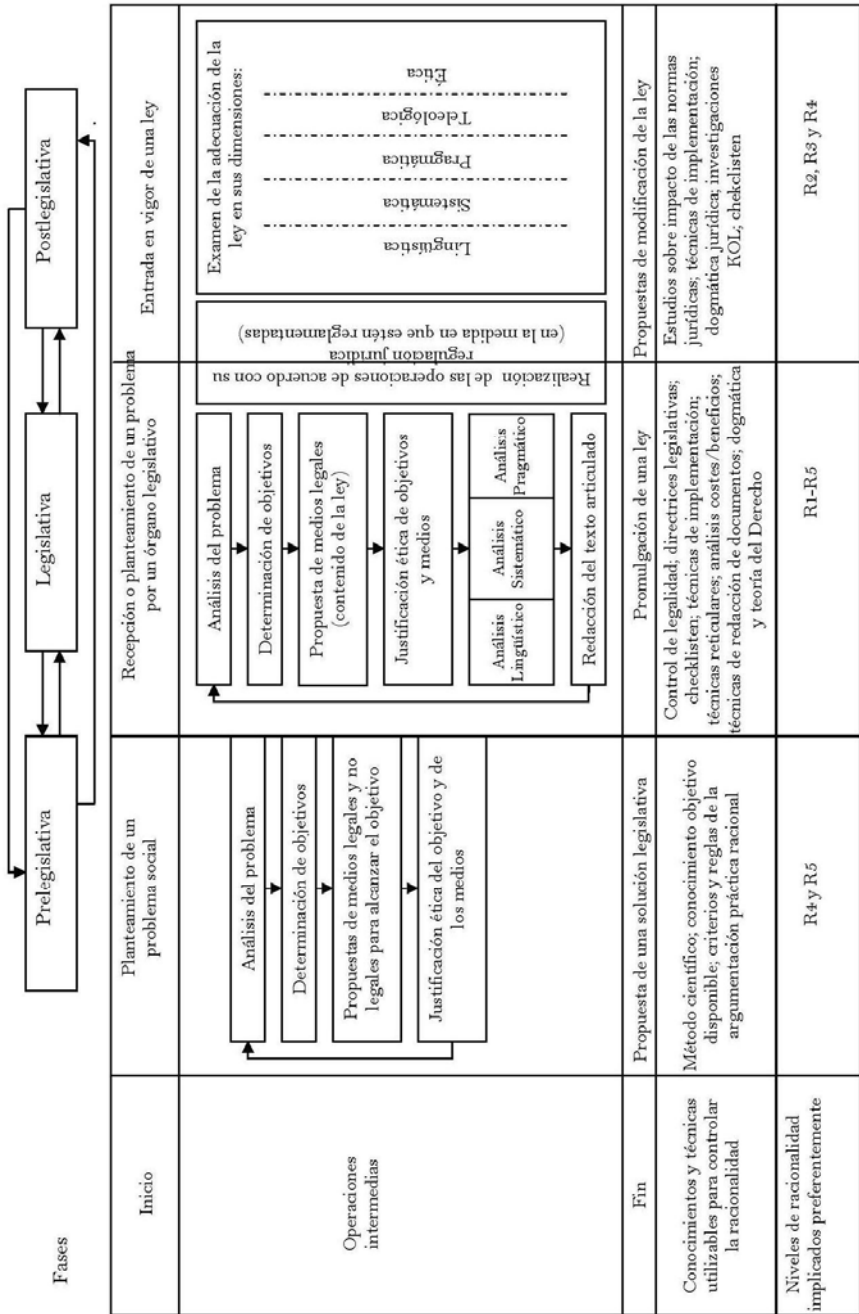 Fases
Prelegislativa
Legislativa
Postlegislativa
Inicio
Planteamiento de un
problema social
Recepción o planteamiento de un problema
por un órgano legislativo
Entrada en vigor de una ley
Operaciones
intermedias
Análisis del problema
Determinación de objetivos
Propuestas de medios legales y no
legales para alcanzar el objetivo
Justificación ética del objetivo y de
los medios
Análisis del problema
Determinación de objetivos
Propuesta de medios legales
(contenido de la ley)
Justificación ética de objetivos
y medios
Análisis
Lingüístico
Análisis
Sistemático
Análisis
Pragmático
Redacción del texto articulado
Realización de las operaciones de acuerdo con su
regulacion jurídica
(en la medida en que estén reglamentadas)
Examen de la adecuación de la
ley en sus dimensiones:
Lingüística
Sistemática
Pragmática
Teleológica
Ética
Fin
Propuesta de una solución legislativa
Promulgación de una ley
Propuestas de modificación de la ley
Conocimientos y técnicas
utilizables para controlar
la racionalidad
Método científico; conocimiento objetivo
disponible; criterios y reglas de la
argumentación práctica racional
Control de legalidad; directrices legislativas;
checklisten; técnicas de implementación;
técnicas reticulares; análisis costes/beneficios;
técnicas de redacción de documentos; dogmática
y teoría del Derecho
Estudios sobre impacto de las normas
jurídicas; técnicas de implementación;
dogmática jurídica; investigaciones
KOL; chekclisten
Niveles de racionalidad
implicados preferentemente
R4 y R5
R1-R5
R2, R3 y R4